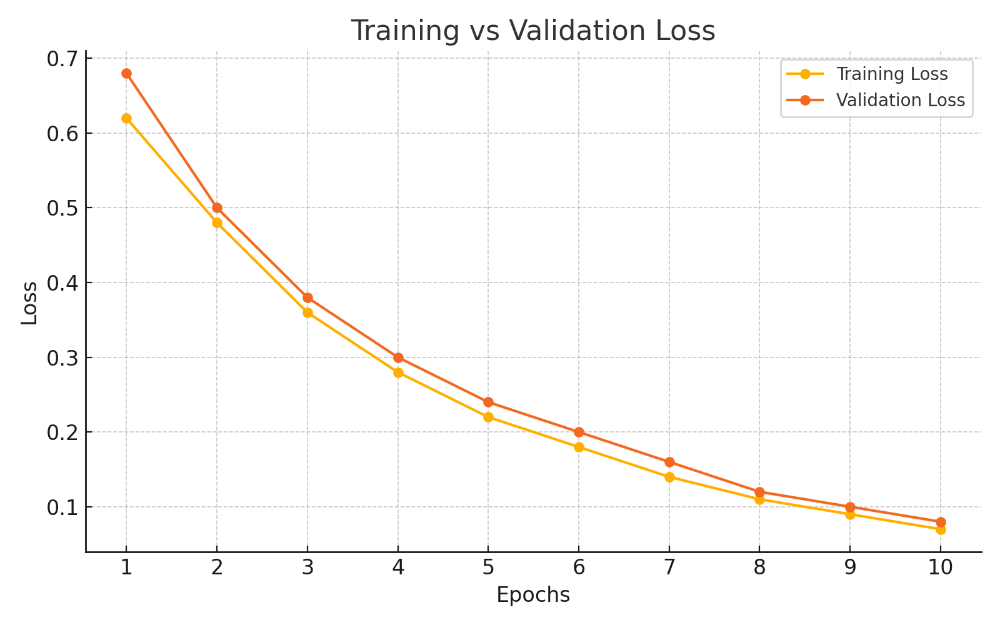 Training vs Validation Loss
Training Loss
Validation Loss
0.7
0.6
0.5
0.4
0.3
0.2
0.1
Loss
1 2 3 4 5 6 7 8 9 10
Epochs